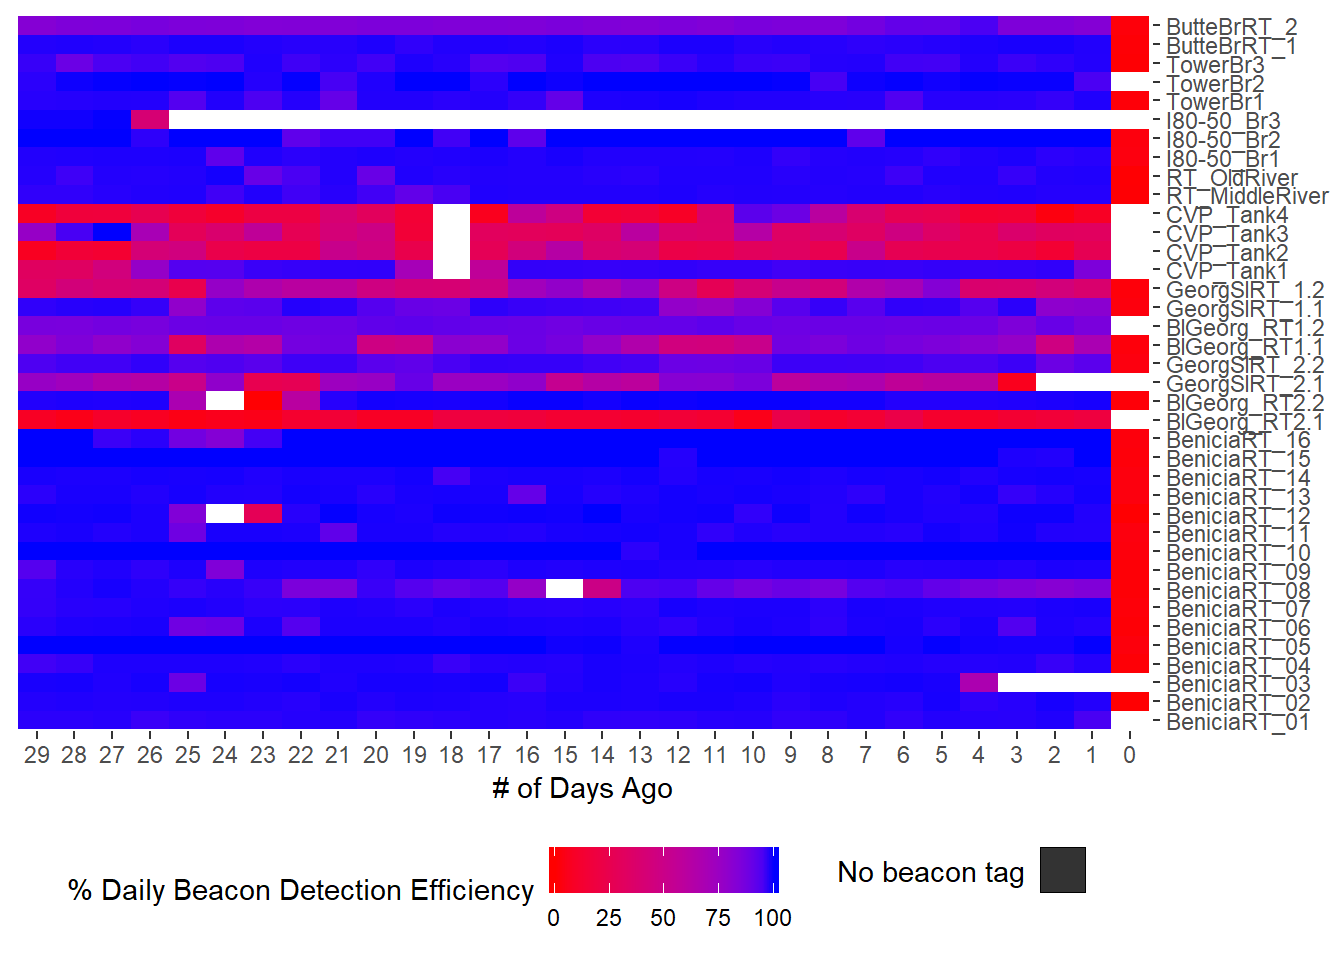 ButteBrRT_2
ButteBrRT_1
TowerBr3
TowerBr2
TowerBr1
I80-50_Br3
I80-50_Br2
I80-50_Br1
RT_OldRiver
RT_MiddleRiver
CVP_Tank4
CVP_Tank3
CVP_Tank2
CVP_Tank1
GeorgSlRT_1.2
GeorgSlRT_1.1
BlGeorg_RT1.2
BlGeorg_RT1.1
GeorgSlRT_2.2
GeorgSlRT_2.1
BlGeorg_RT2.2
BlGeorg_RT2.1
BeniciaRT_16
BeniciaRT_15
BeniciaRT_14
BeniciaRT_13
BeniciaRT_12
BeniciaRT_11
BeniciaRT_10
BeniciaRT_09
BeniciaRT_08
BeniciaRT_07
BeniciaRT_06
BeniciaRT_05
BeniciaRT_04
BeniciaRT_03
BeniciaRT_02
BeniciaRT_01
29 28 27 26 25 24 23 22 21 20 19 18 17 16 15 14 13 12 11 10 9 8 7 6 5 4 3 2 1 0
# of Days Ago
% Daily Beacon Detection Efficiency
0 25 50 75 100
No beacon tag